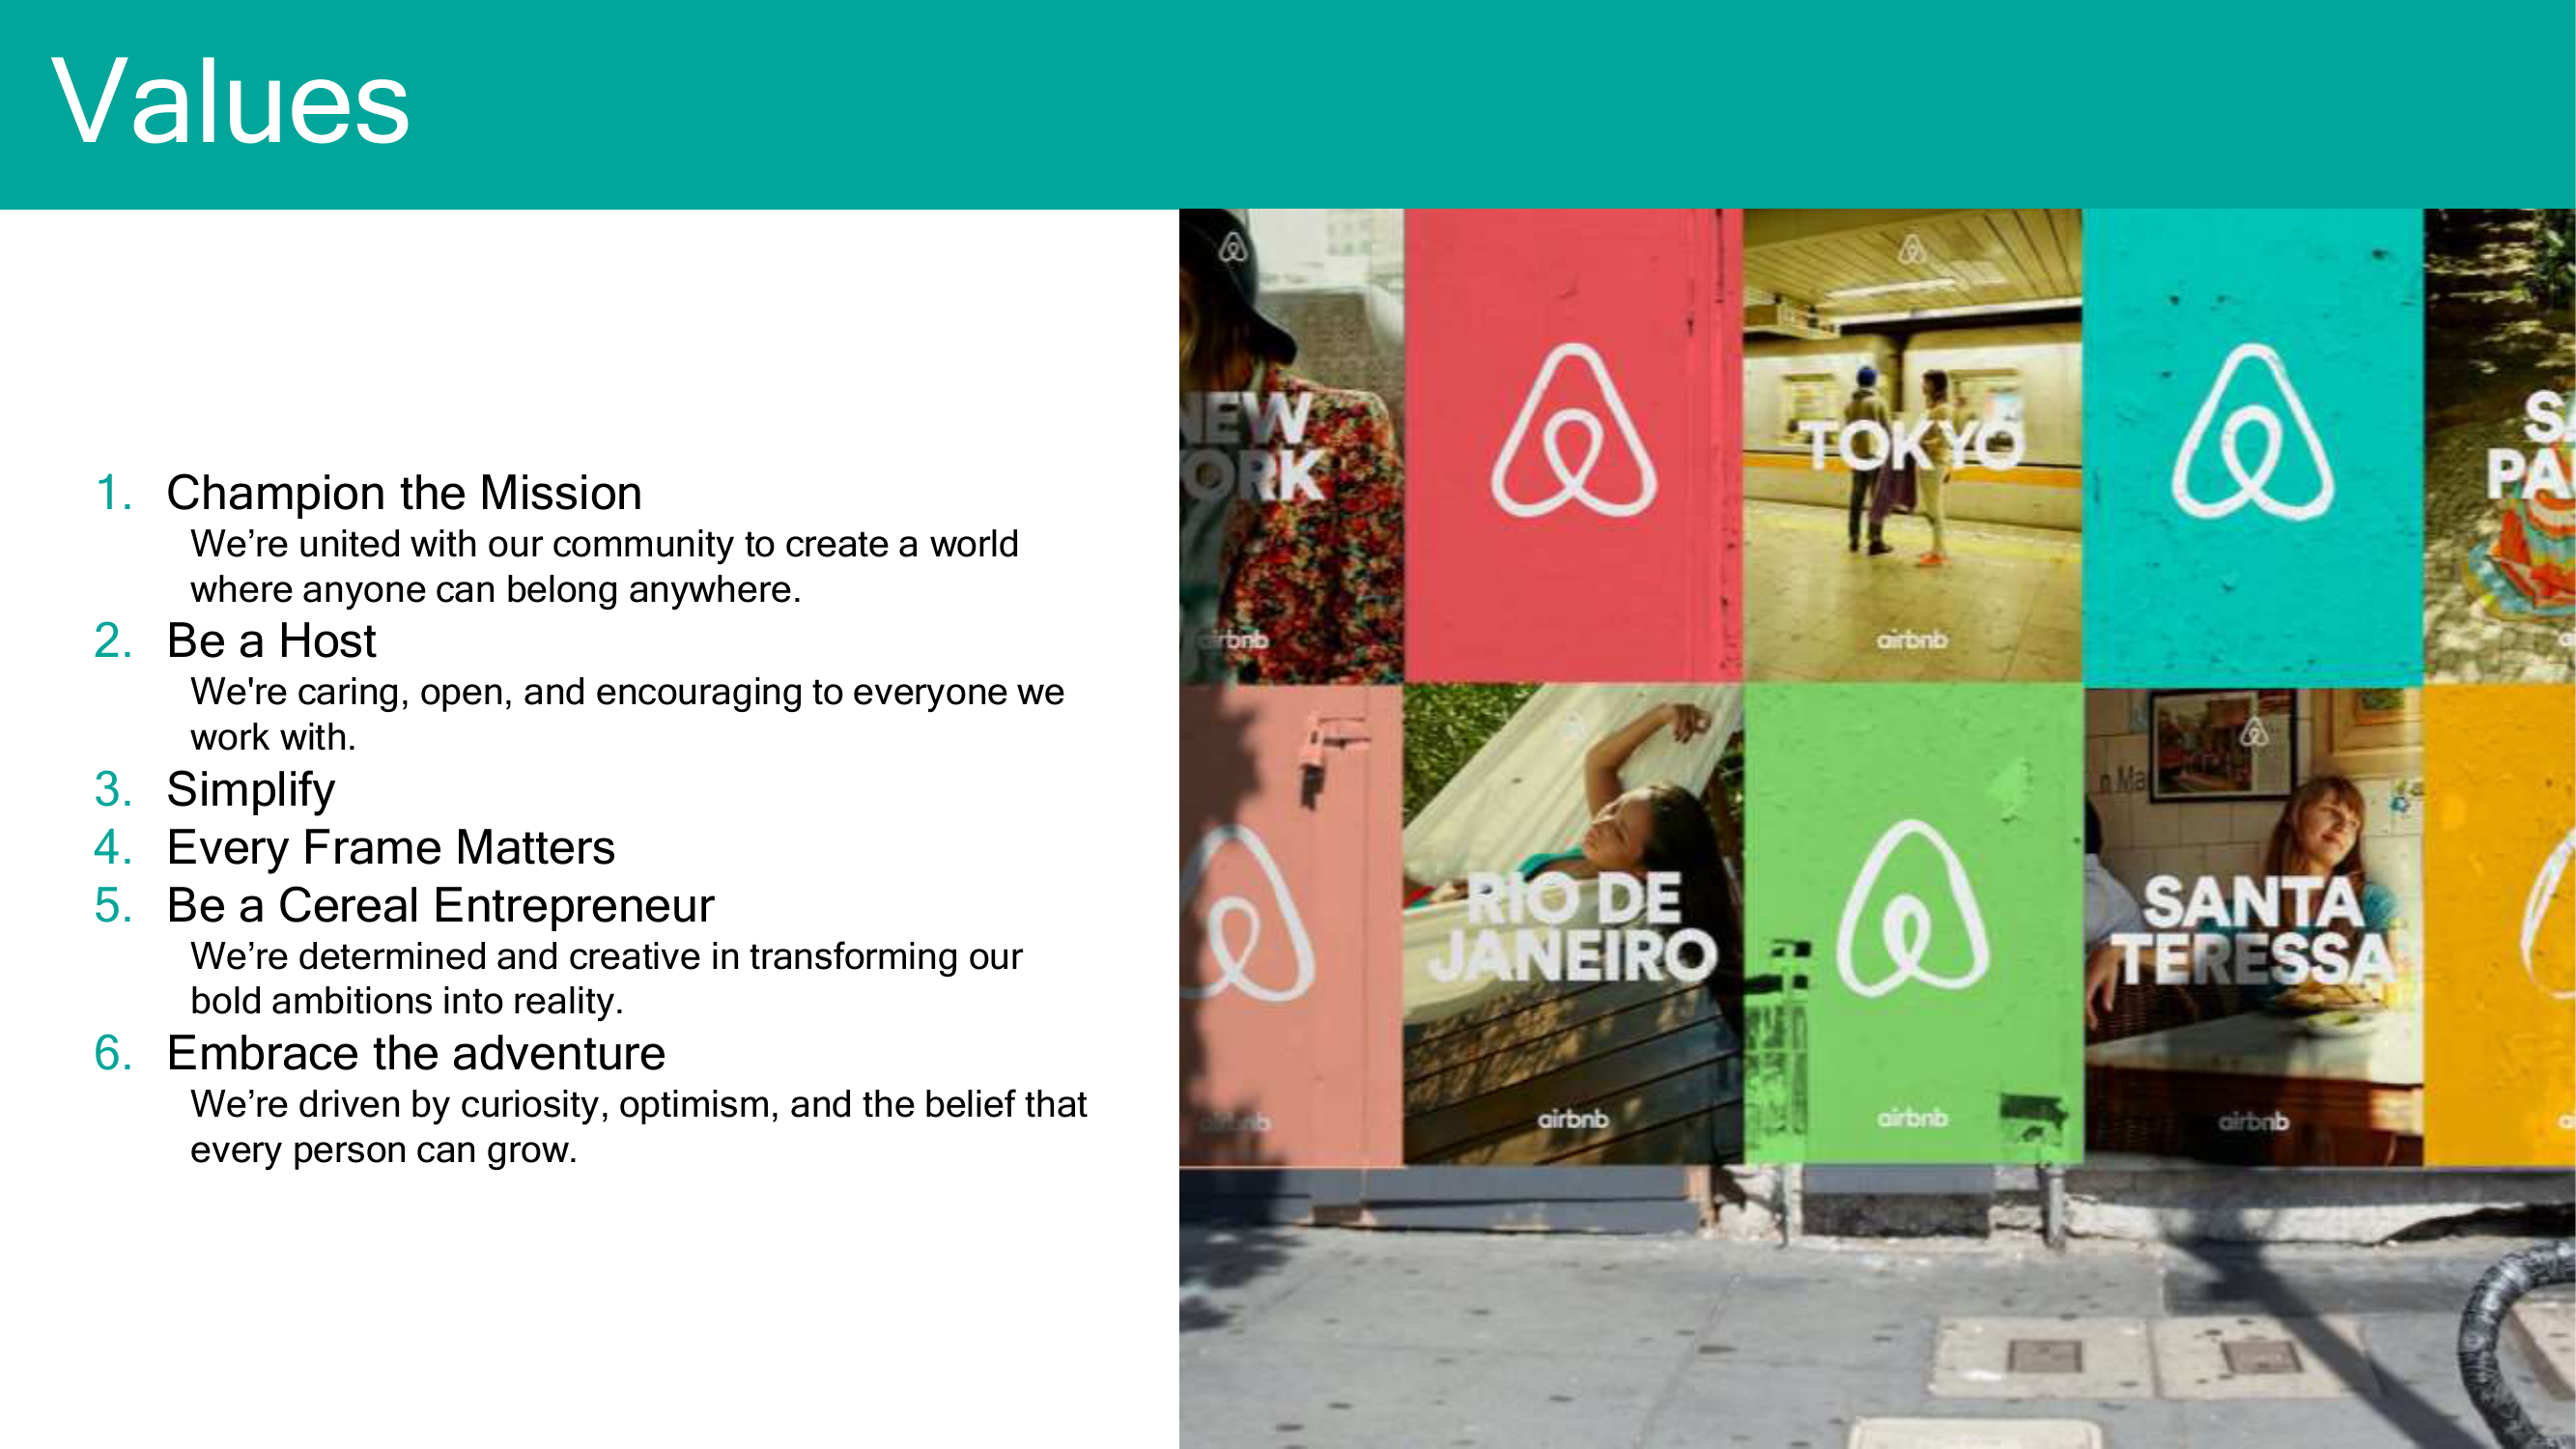 Values
1. Champion the Mission
We’re united with our community to create a world
where anyone can belong anywhere.
2. Be a Host
We're caring, open, and encouraging to everyone we
work with.
3. Simplify
4. Every Frame Matters
5. Be a Cereal Entrepreneur
We’re determined and creative in transforming our
bold ambitions into reality.
6. Embrace the adventure
We’re driven by curiosity, optimism, and the belief that
every person can grow.
NEW
ORK
airbnb
TOKYO
airbnb
PA
airbnb
RIO DE
JANEIRO
airbnb
airbnb
n Ma
SANTA
TERESSA
airbnb